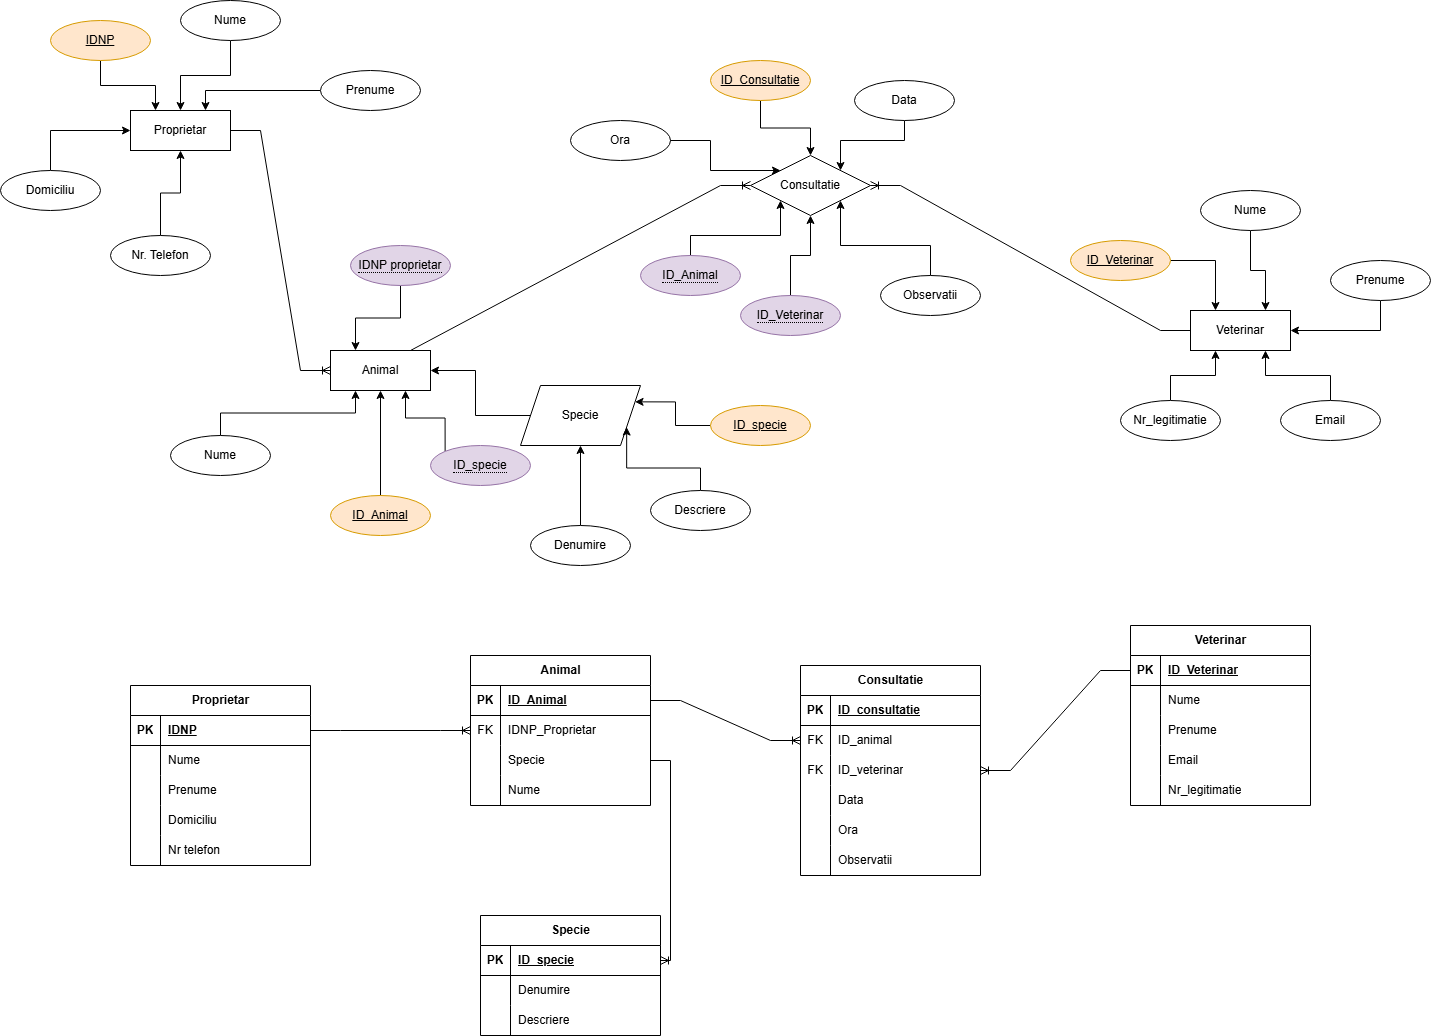 Nume
IDNP
Prenume
Proprietar
Domiciliu
Nr. Telefon
ID_Consultatie
Data
Ora
Consultatie
ID_Animal
ID_Veterinar
Observatii
Nume
ID_Veterinar
Prenume
Veterinar
Nr_legitimatie
Email
IDNP proprietar
Animal
Nume
ID_specie
ID_Animal
Specie
ID_specie
Descriere
Denumire
Proprietar
PK IDNP
Nume
Prenume
Domiciliu
Nr telefon
Animal
PK ID_Animal
FK IDNP_Proprietar
Specie
Nume
Consultatie
PK ID_consultatie
FK ID_animal
FK ID_veterinar
Data
Ora
Observatii
Veterinar
PK ID_Veterinar
Nume
Prenume
Email
Nr_legitimatie
Specie
PK ID_specie
Denumire
Descriere